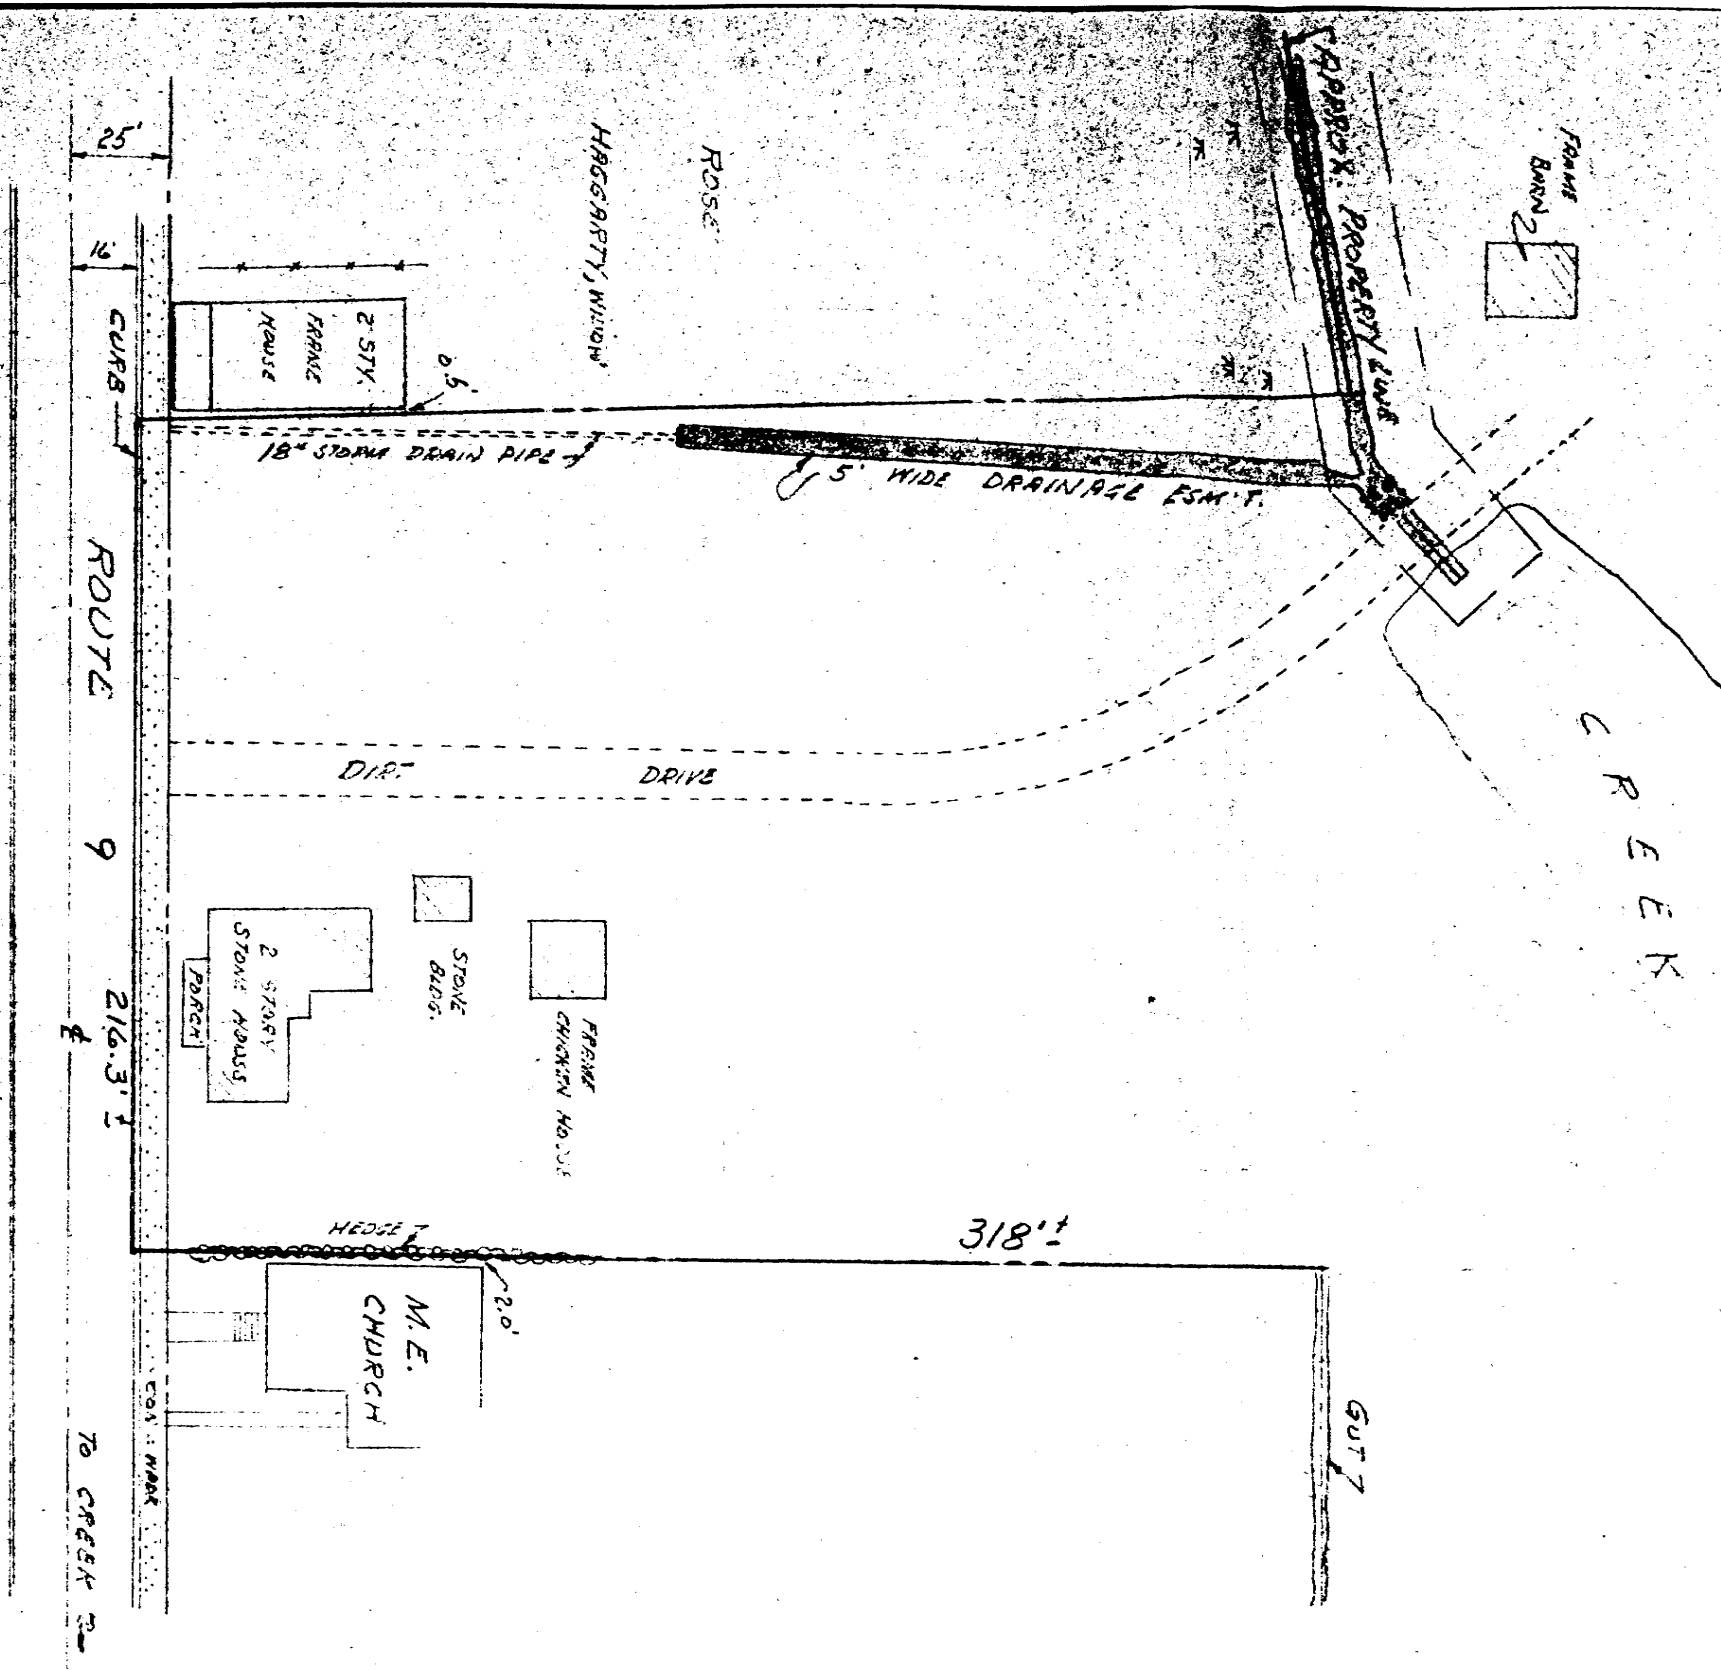 APPROX. PROPERTY LINE
FRAME
BARN
25'
16'
CURB
ROSE
HAGGARTY, WIDOW
2 STY.
FRAME
HOUSE
0.5'
18" STORM DRAIN PIPE
5' WIDE DRAINAGE ESM'T.
CREEK
ROUTE 9
DIRT DRIVE
2 STORY
STONE HOUSE
PORCH
STONE
BLDG.
FRAME
CHICKEN HOUSE
216.3' ±
℄
HEDGE
318' ±
2.0'
M.E.
CHURCH
GUT
TO CREEK